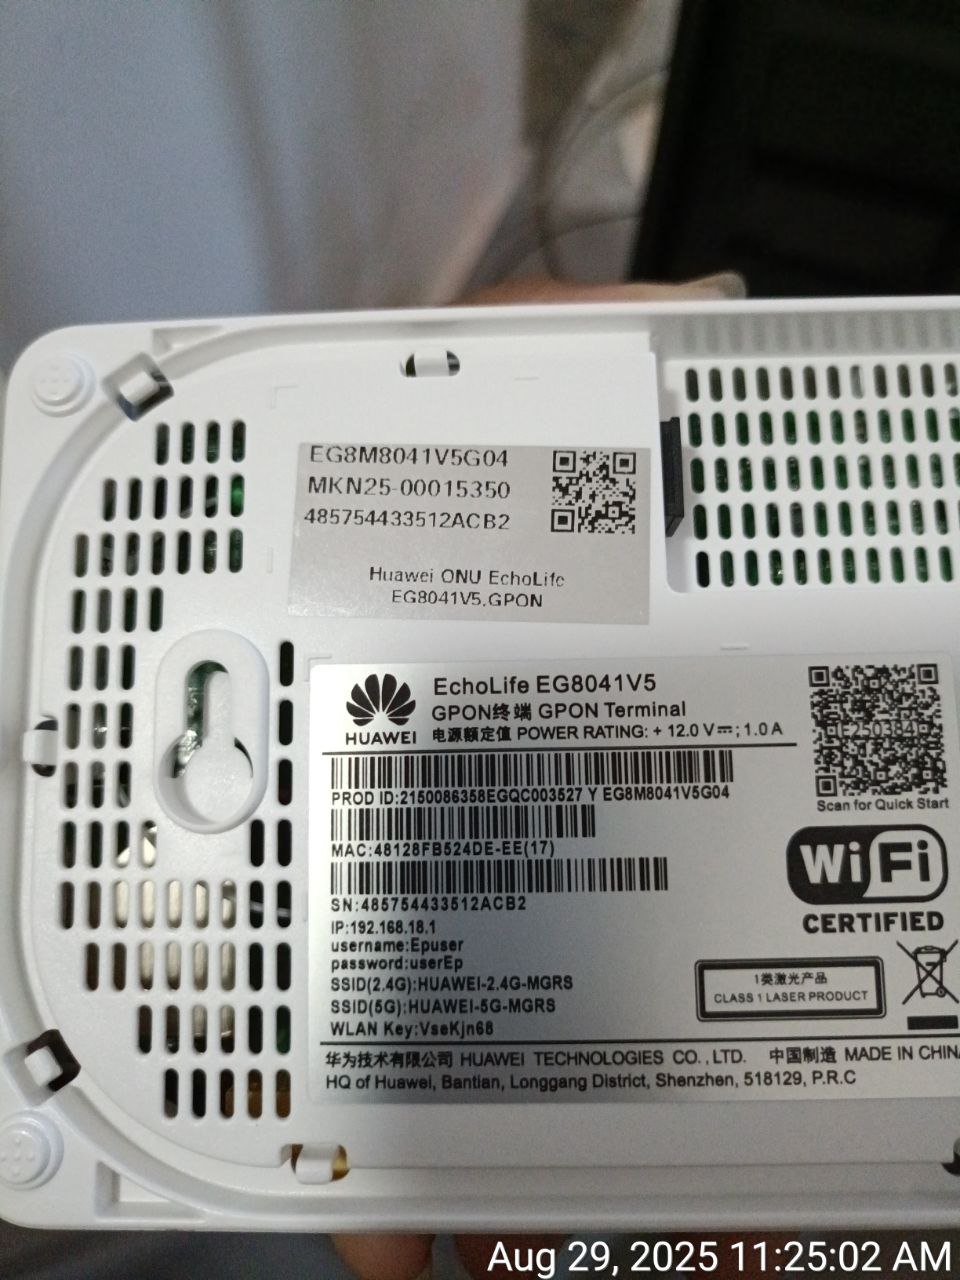 EG8M8041V5G04
MKN25-00015350
485754433512ACB2
Huawei ONU EchoLife
EG8041V5,GPON
HUAWEI
EchoLife EG8041V5
GPON终端 GPON Terminal
电源额定值 POWER RATING: + 12.0 V⎓; 1.0 A
PROD ID:2150086358EGQC003527 Y EG8M8041V5G04
MAC:48128FB524DE-EE(17)
SN:485754433512ACB2
IP:192.168.18.1
username:Epuser
password:userEp
SSID(2.4G):HUAWEI-2.4G-MGRS
SSID(5G):HUAWEI-5G-MGRS
WLAN Key:VseKjn68
Scan for Quick Start
WiFi
CERTIFIED
1类激光产品
CLASS 1 LASER PRODUCT
华为技术有限公司 HUAWEI TECHNOLOGIES CO.,LTD. 中国制造 MADE IN CHINA
HQ of Huawei, Bantian, Longgang District, Shenzhen, 518129, P.R.C
Aug 29, 2025 11:25:02 AM